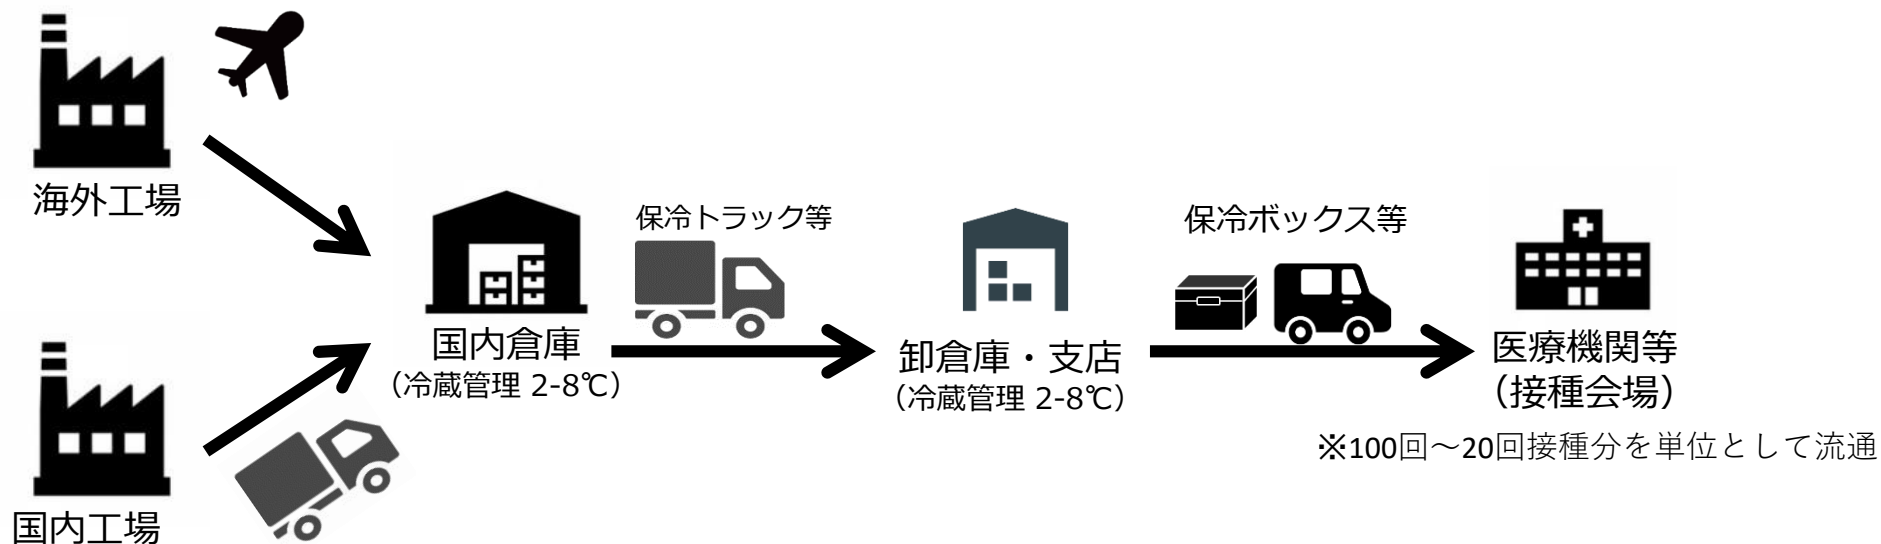 海外工場
国内工場
国内倉庫
（冷蔵管理 2-8℃）
保冷トラック等
卸倉庫・支店
（冷蔵管理 2-8℃）
保冷ボックス等
医療機関等
（接種会場）
※100回～20回接種分を単位として流通